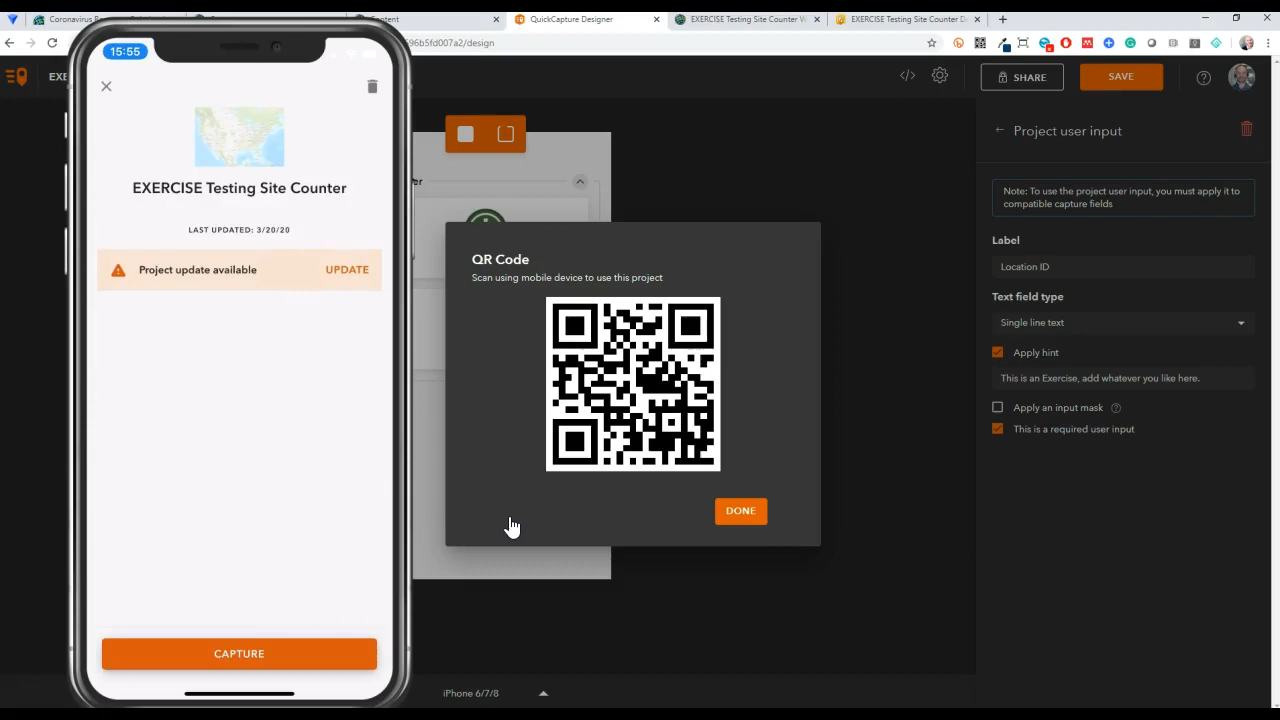 Content
QuickCapture Designer
EXERCISE Testing Site Counter
EXERCISE Testing Site Counter
96b5fd007a2/design
15:55
EXERCISE Testing Site Counter
LAST UPDATED: 3/20/20
Project update available
UPDATE
CAPTURE
QR Code
Scan using mobile device to use this project
DONE
iPhone 6/7/8
SHARE
SAVE
Project user input
Note: To use the project user input, you must apply it to
compatible capture fields
Label
Location ID
Text field type
Single line text
Apply hint
This is an Exercise, add whatever you like here.
Apply an input mask
This is a required user input